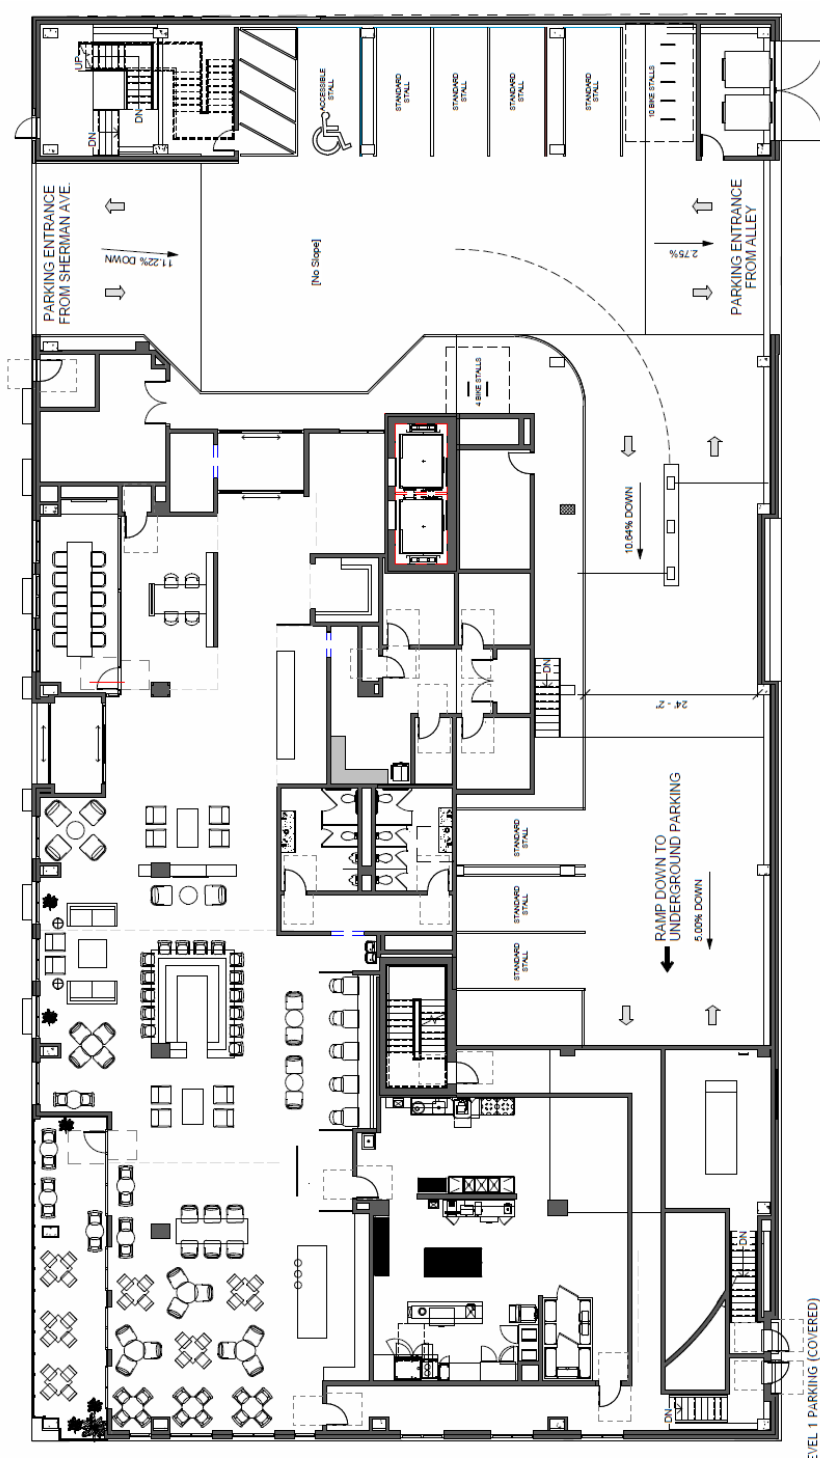 UP
DN
DN
ACCESSIBLE
STALL
STANDARD
STALL
STANDARD
STALL
STANDARD
STALL
STANDARD
STALL
10 BIKE STALLS
PARKING ENTRANCE
FROM SHERMAN AVE.
11.22% DOWN
[No Slope]
2.75%
PARKING ENTRANCE
FROM ALLEY
4 BIKE STALLS
10.64% DOWN
DN
24' - 2"
STANDARD
STALL
STANDARD
STALL
STANDARD
STALL
RAMP DOWN TO
UNDERGROUND PARKING
5.00% DOWN
DN
DN
EVEL 1 PARKING (COVERED)